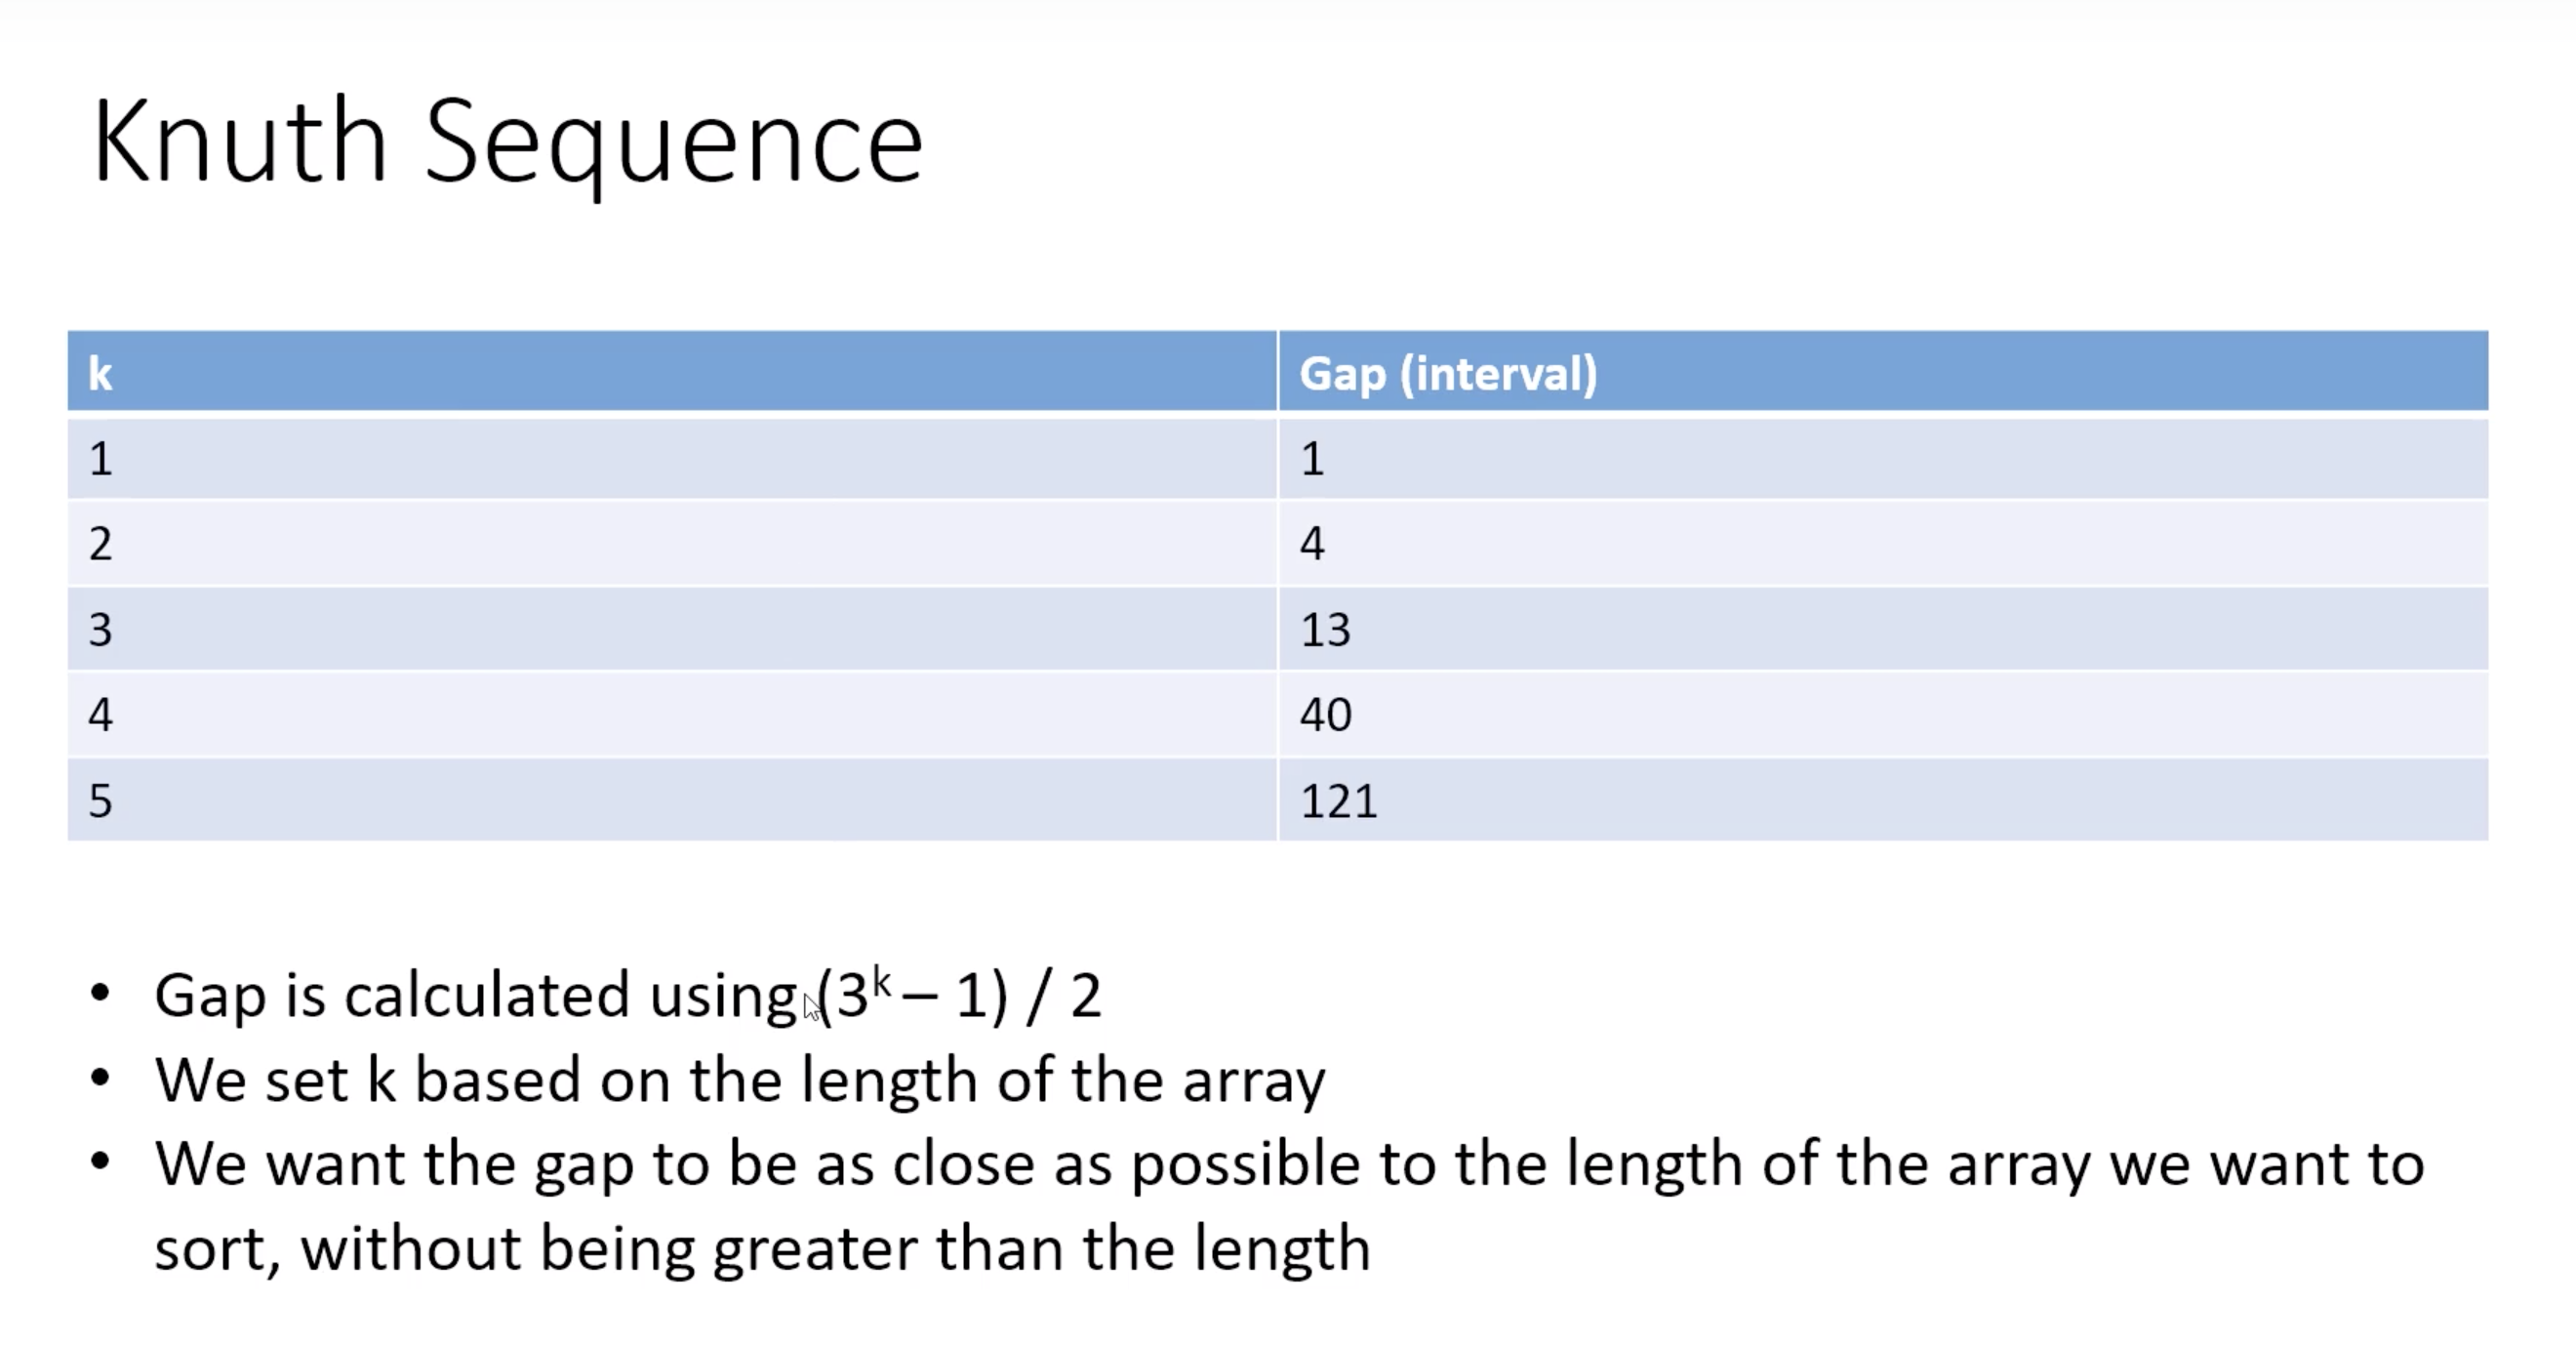 Knuth Sequence
k Gap (interval)
1 1
2 4
3 13
4 40
5 121
• Gap is calculated using (3ᵏ – 1) / 2
• We set k based on the length of the array
• We want the gap to be as close as possible to the length of the array we want to
sort, without being greater than the length